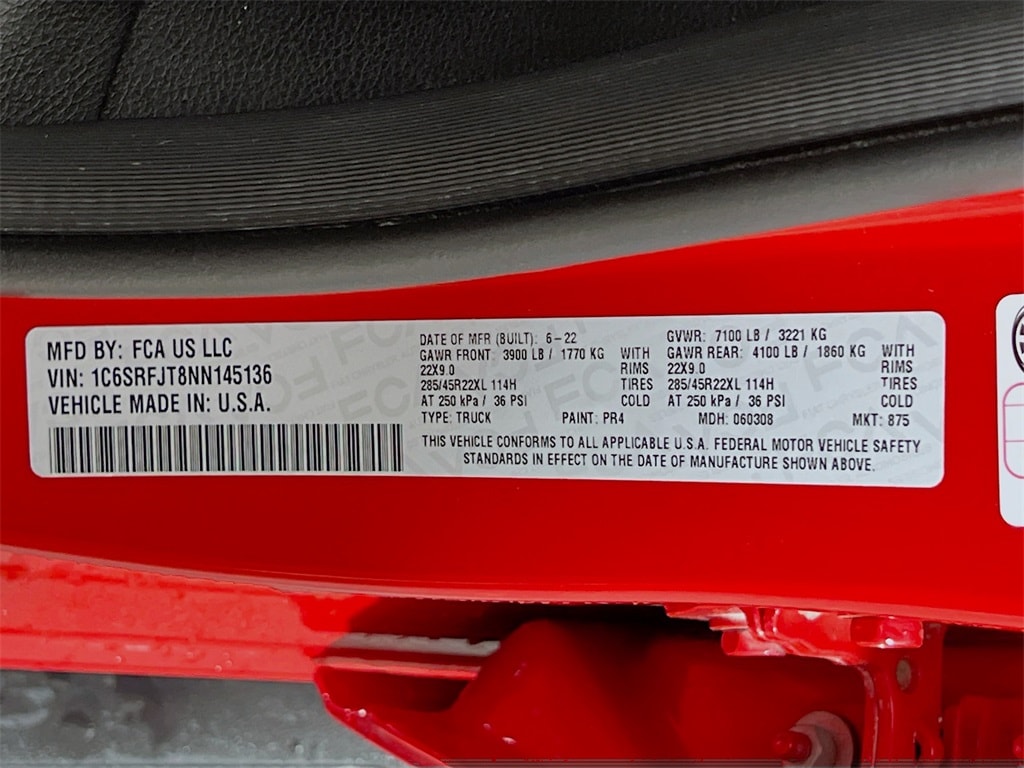 MFD BY: FCA US LLC
VIN: 1C6SRFJT8NN145136
VEHICLE MADE IN: U.S.A.
DATE OF MFR (BUILT): 6-22
GAWR FRONT: 3900 LB / 1770 KG WITH
22X9.0 RIMS
285/45R22XL 114H TIRES
AT 250 kPa / 36 PSI COLD
GVWR: 7100 LB / 3221 KG
GAWR REAR: 4100 LB / 1860 KG WITH
22X9.0 RIMS
285/45R22XL 114H TIRES
AT 250 kPa / 36 PSI COLD
TYPE: TRUCK PAINT: PR4 MDH: 060308 MKT: 875
THIS VEHICLE CONFORMS TO ALL APPLICABLE U.S.A. FEDERAL MOTOR VEHICLE SAFETY
STANDARDS IN EFFECT ON THE DATE OF MANUFACTURE SHOWN ABOVE.